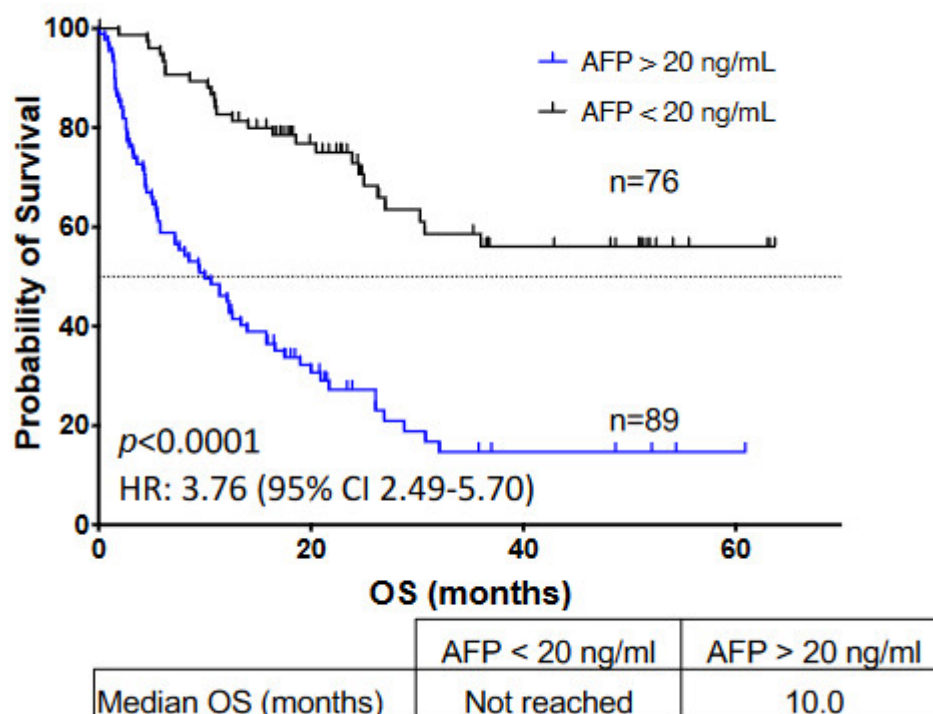 100
80
60
40
20
0
Probability of Survival
AFP > 20 ng/mL
AFP < 20 ng/mL
n=76
n=89
p<0.0001
HR: 3.76 (95% CI 2.49-5.70)
0 20 40 60
OS (months)
AFP < 20 ng/ml AFP > 20 ng/ml
Median OS (months) Not reached 10.0